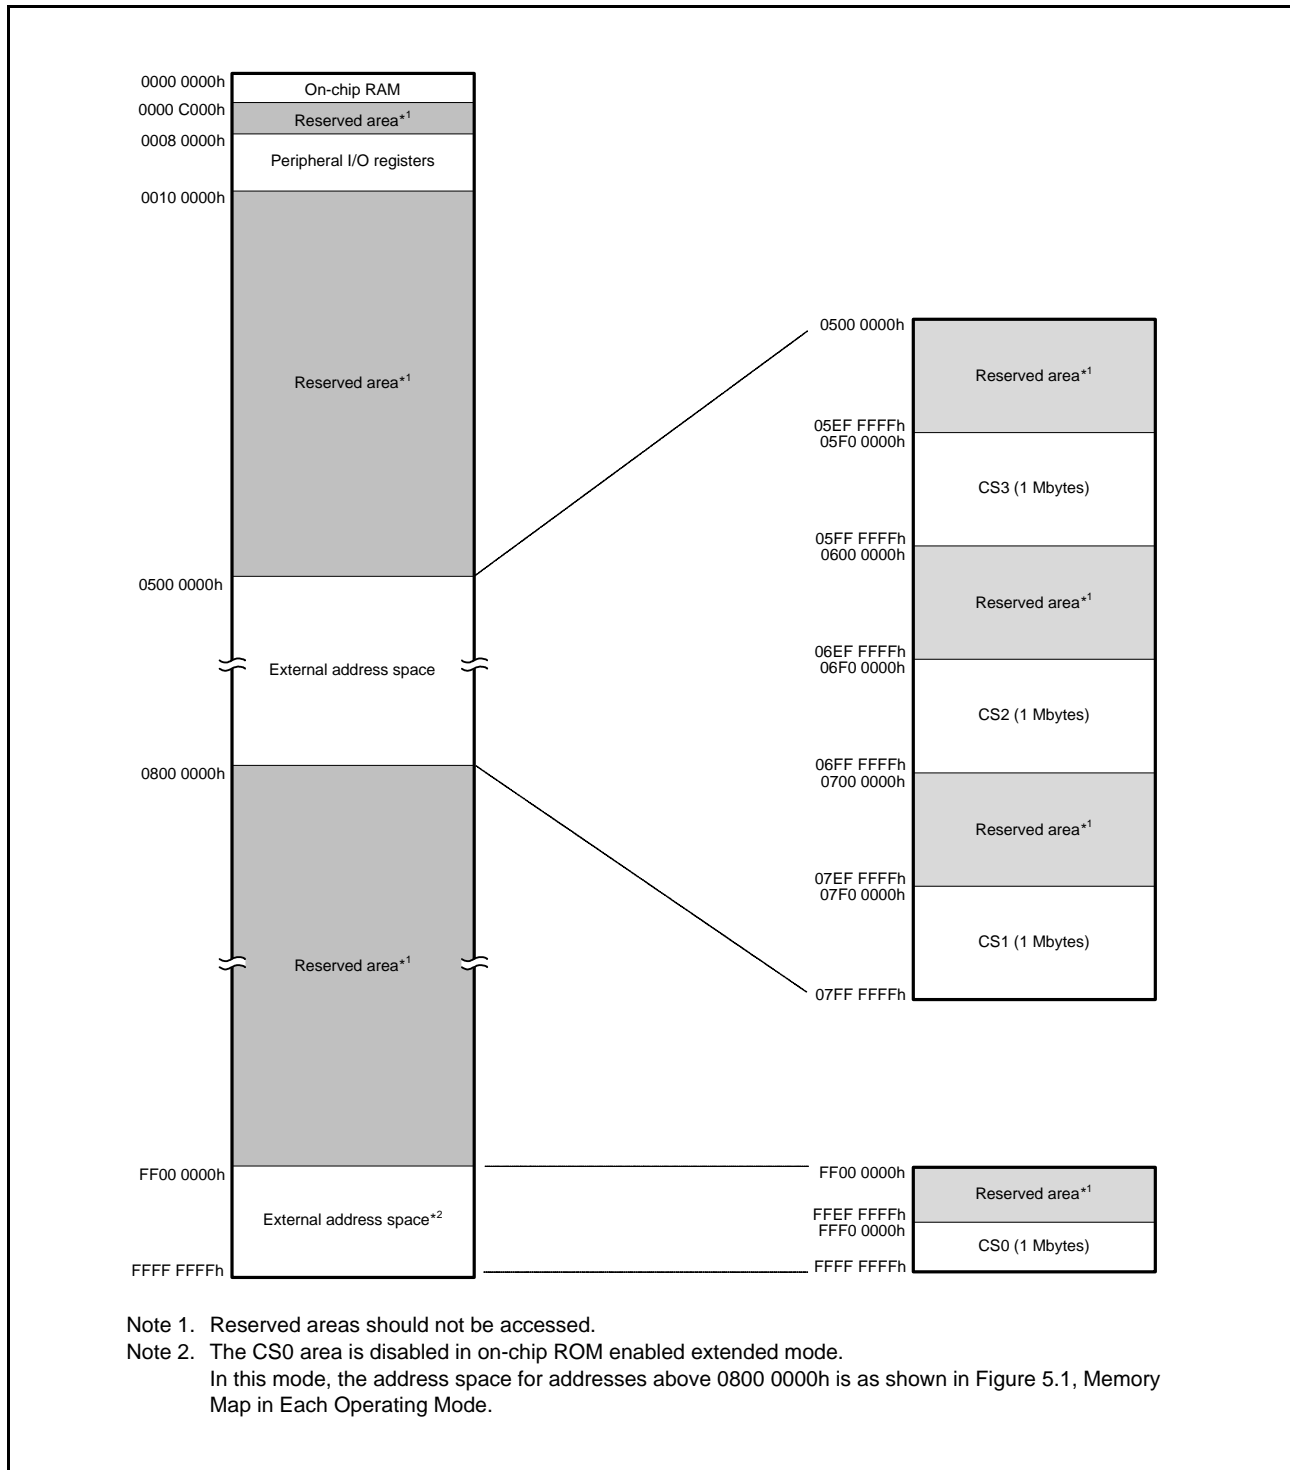 0000 0000h
On-chip RAM
0000 C000h
Reserved area*1
0008 0000h
Peripheral I/O registers
0010 0000h
Reserved area*1
0500 0000h
External address space
0800 0000h
Reserved area*1
FF00 0000h
External address space*2
FFFF FFFFh
0500 0000h
Reserved area*1
05EF FFFFh
05F0 0000h
CS3 (1 Mbytes)
05FF FFFFh
0600 0000h
Reserved area*1
06EF FFFFh
06F0 0000h
CS2 (1 Mbytes)
06FF FFFFh
0700 0000h
Reserved area*1
07EF FFFFh
07F0 0000h
CS1 (1 Mbytes)
07FF FFFFh
FF00 0000h
Reserved area*1
FFEF FFFFh
FFF0 0000h
CS0 (1 Mbytes)
FFFF FFFFh
Note 1. Reserved areas should not be accessed.
Note 2. The CS0 area is disabled in on-chip ROM enabled extended mode.
In this mode, the address space for addresses above 0800 0000h is as shown in Figure 5.1, Memory
Map in Each Operating Mode.